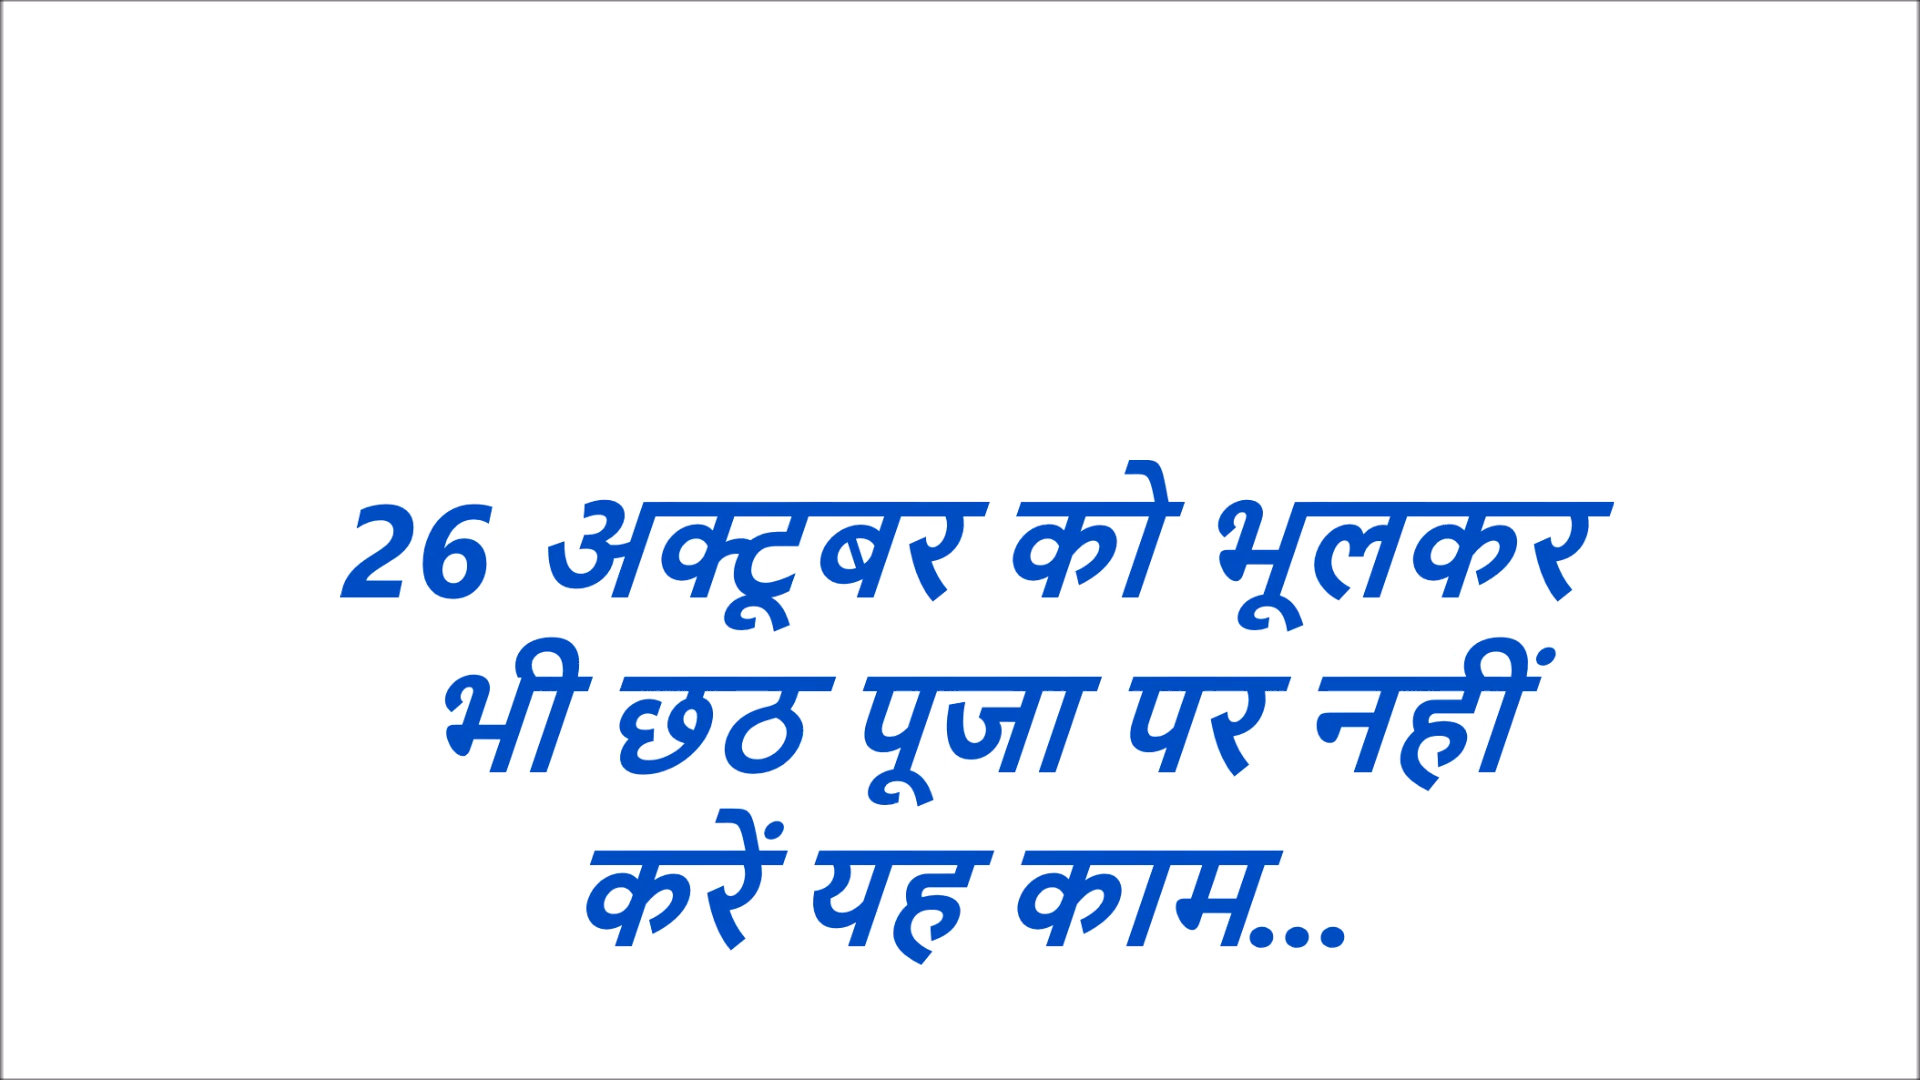 26 अक्टूबर को भूलकर
भी छठ पूजा पर नहीं
करें यह काम...